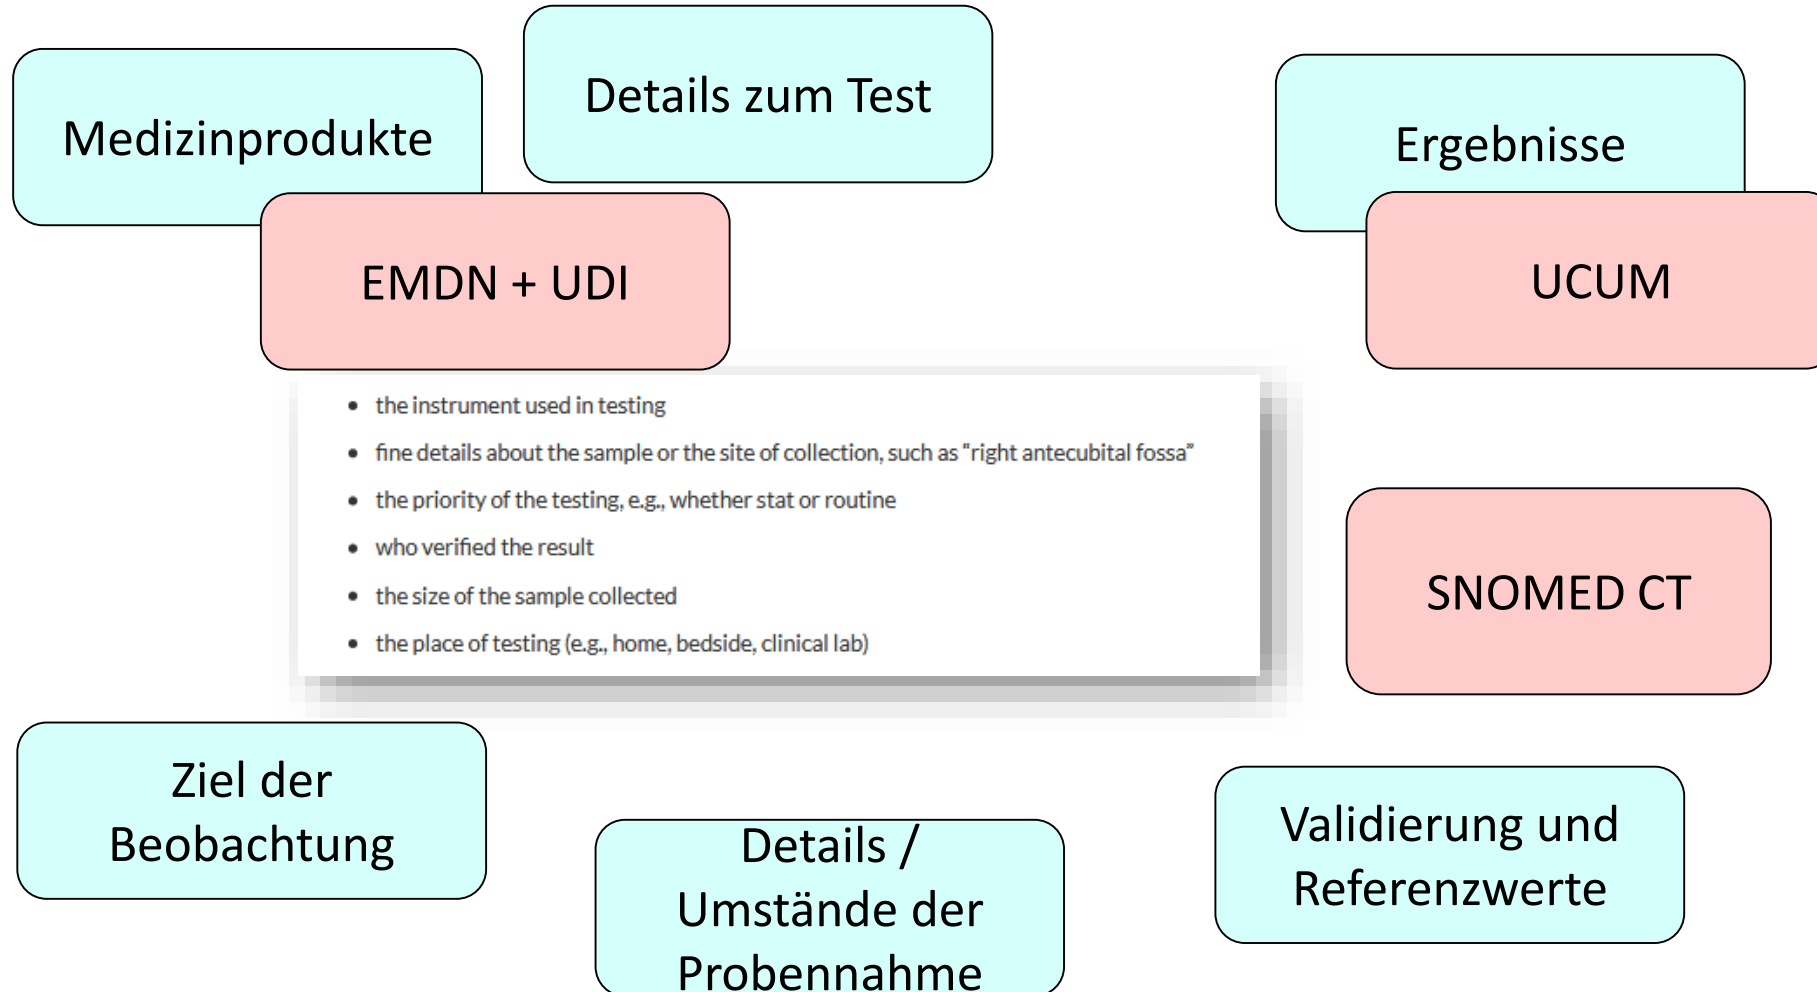 Medizinprodukte
Details zum Test
Ergebnisse
EMDN + UDI
UCUM
• the instrument used in testing
• fine details about the sample or the site of collection, such as “right antecubital fossa”
• the priority of the testing, e.g., whether stat or routine
• who verified the result
• the size of the sample collected
• the place of testing (e.g., home, bedside, clinical lab)
SNOMED CT
Ziel der
Beobachtung
Details /
Umstände der
Probennahme
Validierung und
Referenzwerte